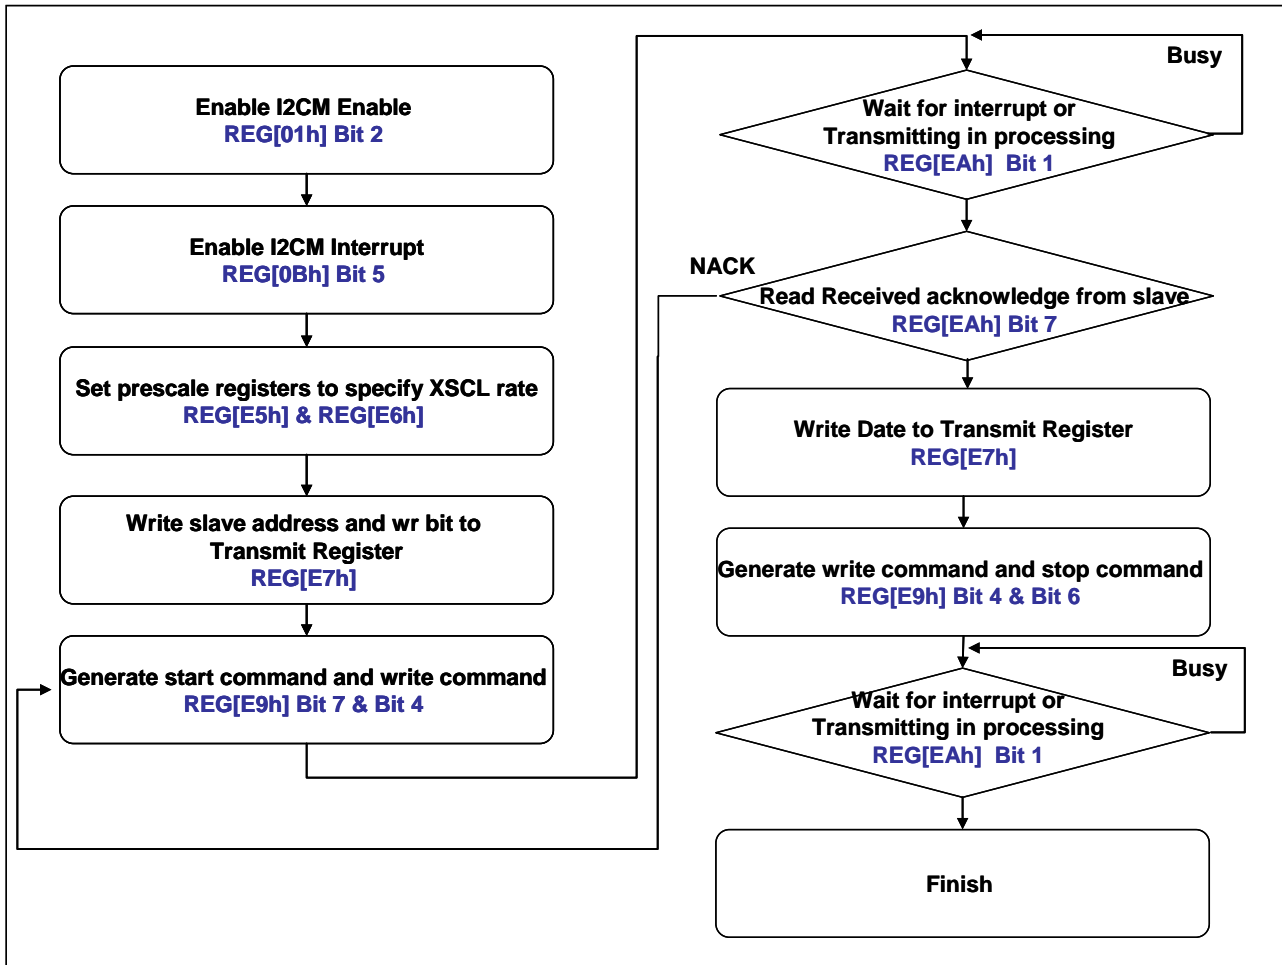 Enable I2CM Enable
REG[01h] Bit 2
Enable I2CM Interrupt
REG[0Bh] Bit 5
Set prescale registers to specify XSCL rate
REG[E5h] & REG[E6h]
Write slave address and wr bit to
Transmit Register
REG[E7h]
Generate start command and write command
REG[E9h] Bit 7 & Bit 4
Busy
Wait for interrupt or
Transmitting in processing
REG[EAh] Bit 1
NACK
Read Received acknowledge from slave
REG[EAh] Bit 7
Write Date to Transmit Register
REG[E7h]
Generate write command and stop command
REG[E9h] Bit 4 & Bit 6
Busy
Wait for interrupt or
Transmitting in processing
REG[EAh] Bit 1
Finish